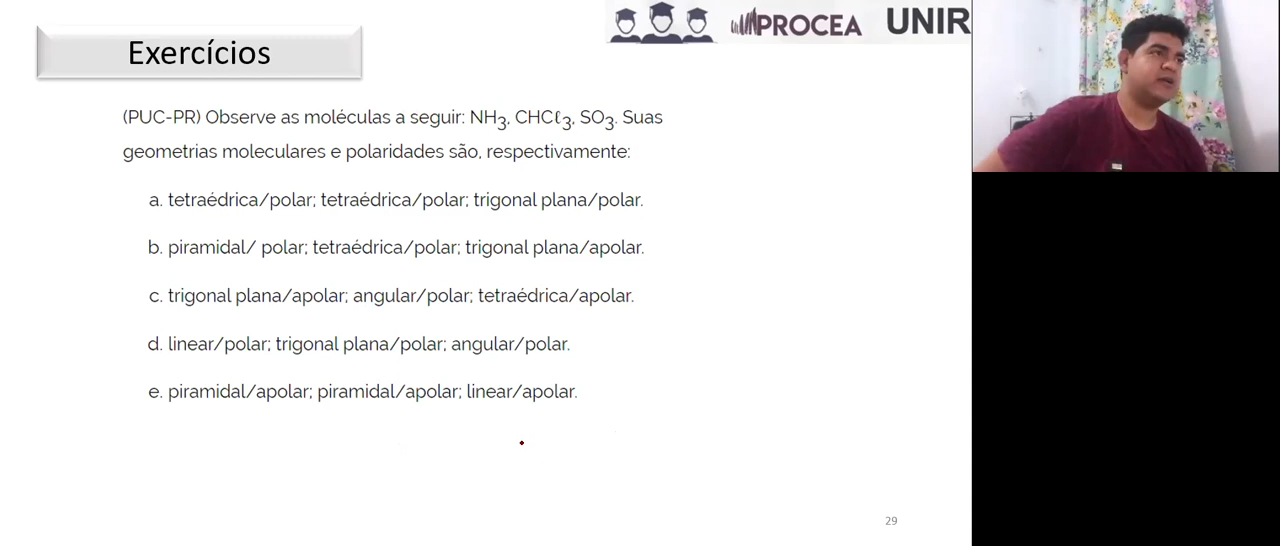 PROCEA
UNIR
Exercícios
(PUC-PR) Observe as moléculas a seguir: NH3, CHCℓ3, SO3. Suas
geometrias moleculares e polaridades são, respectivamente:
a. tetraédrica/polar; tetraédrica/polar; trigonal plana/polar.
b. piramidal/ polar; tetraédrica/polar; trigonal plana/apolar.
c. trigonal plana/apolar; angular/polar; tetraédrica/apolar.
d. linear/polar; trigonal plana/polar; angular/polar.
e. piramidal/apolar; piramidal/apolar; linear/apolar.
29